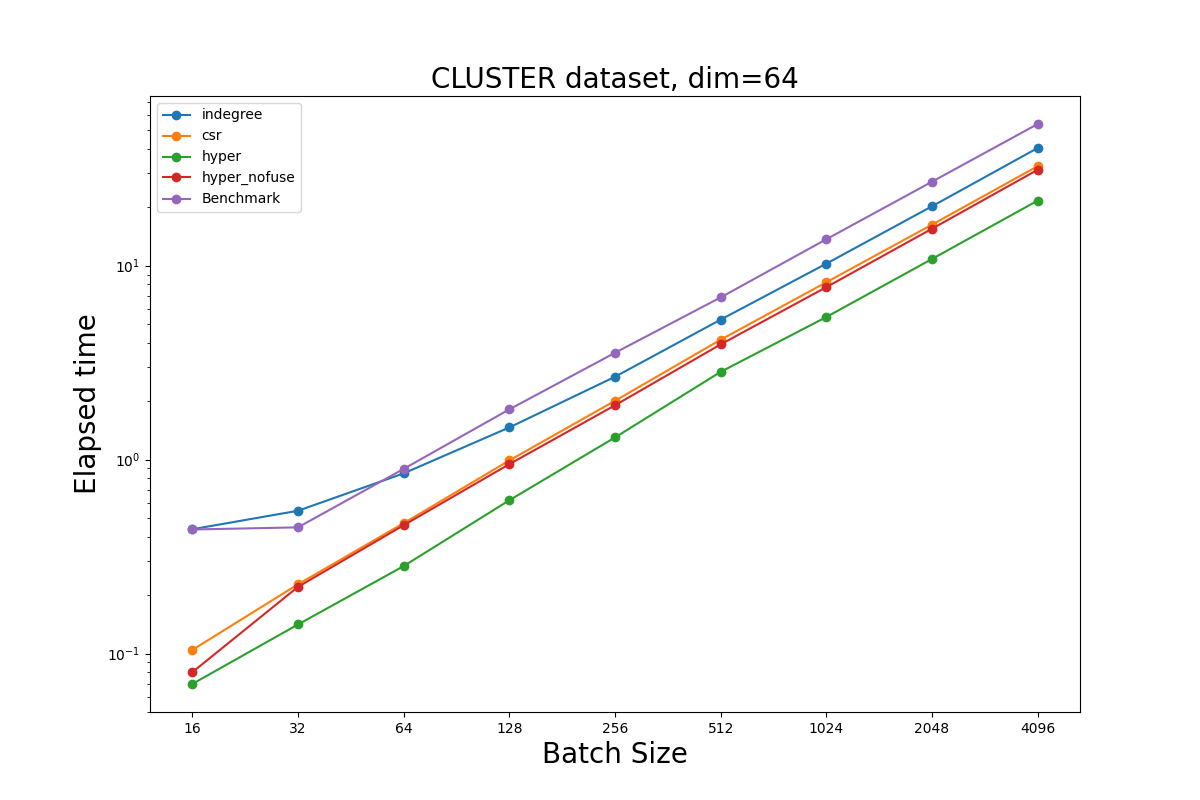 CLUSTER dataset, dim=64
indegree
csr
hyper
hyper_nofuse
Benchmark
10¹
10⁰
10⁻¹
Elapsed time
16 32 64 128 256 512 1024 2048 4096
Batch Size